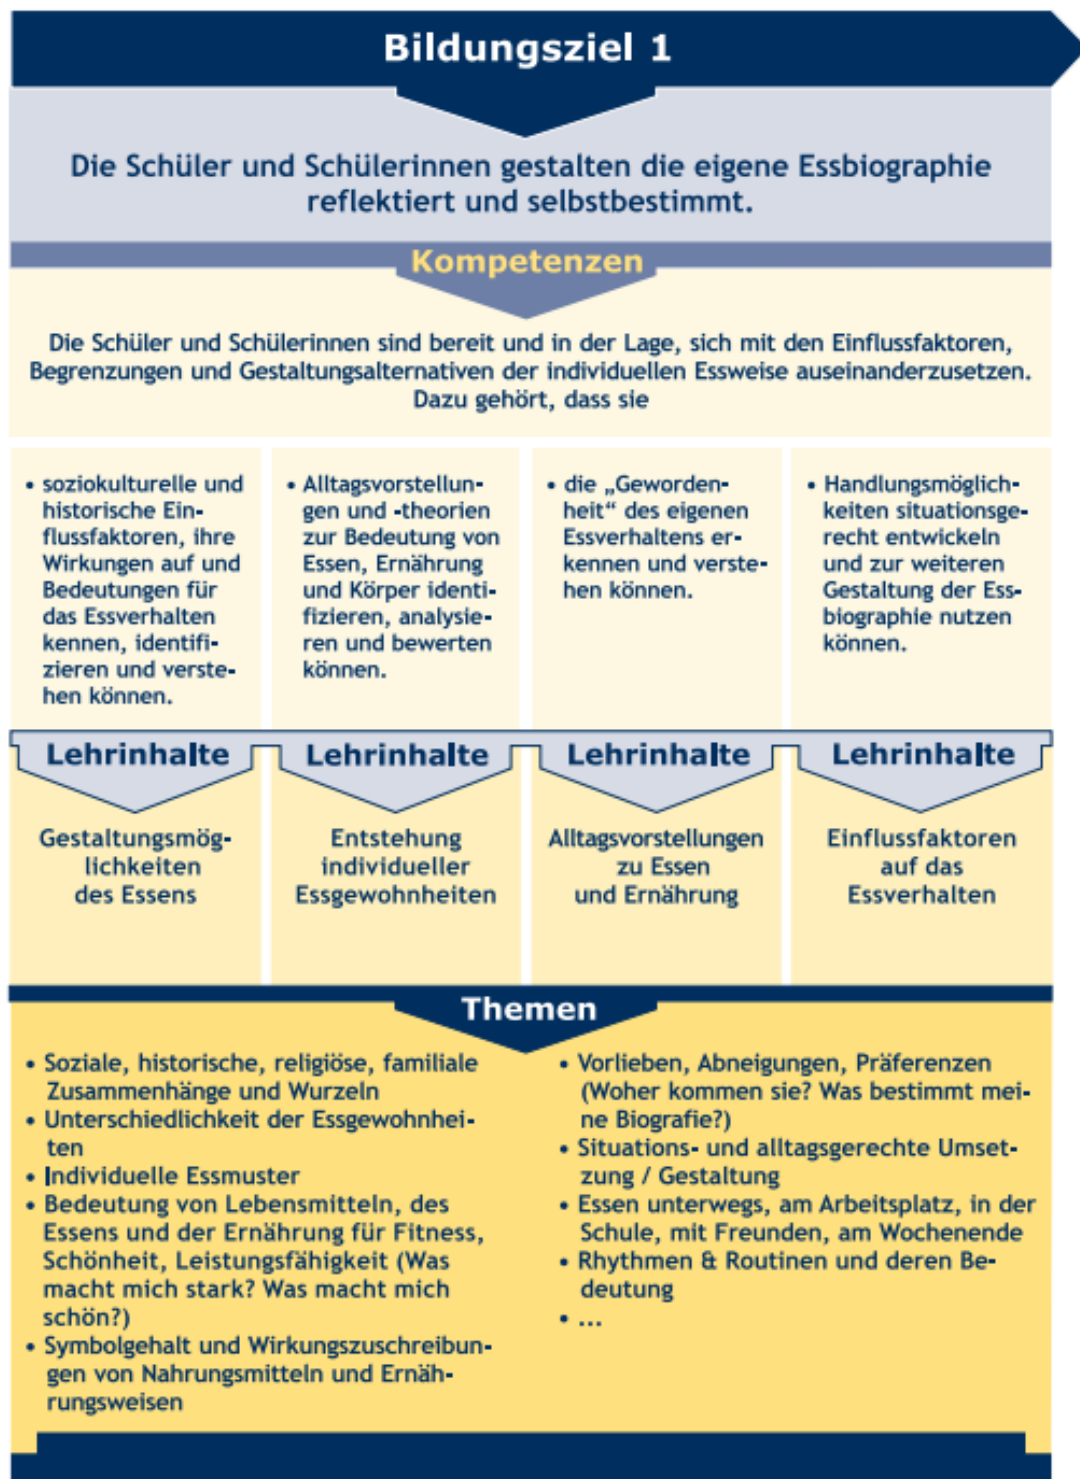 Bildungsziel 1
Die Schüler und Schülerinnen gestalten die eigene Essbiographie
reflektiert und selbstbestimmt.
Kompetenzen
Die Schüler und Schülerinnen sind bereit und in der Lage, sich mit den Einflussfaktoren,
Begrenzungen und Gestaltungsalternativen der individuellen Essweise auseinanderzusetzen.
Dazu gehört, dass sie
• soziokulturelle und
historische Ein-
flussfaktoren, ihre
Wirkungen auf und
Bedeutungen für
das Essverhalten
kennen, identifi-
zieren und verste-
hen können.
• Alltagsvorstellun-
gen und -theorien
zur Bedeutung von
Essen, Ernährung
und Körper identi-
fizieren, analysie-
ren und bewerten
können.
• die „Geworden-
heit“ des eigenen
Essverhaltens er-
kennen und verste-
hen können.
• Handlungsmöglich-
keiten situationsge-
recht entwickeln
und zur weiteren
Gestaltung der Ess-
biographie nutzen
können.
Lehrinhalte
Gestaltungsmög-
lichkeiten
des Essens
Lehrinhalte
Entstehung
individueller
Essgewohnheiten
Lehrinhalte
Alltagsvorstellungen
zu Essen
und Ernährung
Lehrinhalte
Einflussfaktoren
auf das
Essverhalten
Themen
• Soziale, historische, religiöse, familiale
Zusammenhänge und Wurzeln
• Unterschiedlichkeit der Essgewohnhei-
ten
• Individuelle Essmuster
• Bedeutung von Lebensmitteln, des
Essens und der Ernährung für Fitness,
Schönheit, Leistungsfähigkeit (Was
macht mich stark? Was macht mich
schön?)
• Symbolgehalt und Wirkungszuschreibun-
gen von Nahrungsmitteln und Ernäh-
rungsweisen
• Vorlieben, Abneigungen, Präferenzen
(Woher kommen sie? Was bestimmt mei-
ne Biografie?)
• Situations- und alltagsgerechte Umset-
zung / Gestaltung
• Essen unterwegs, am Arbeitsplatz, in der
Schule, mit Freunden, am Wochenende
• Rhythmen & Routinen und deren Be-
deutung
• ...